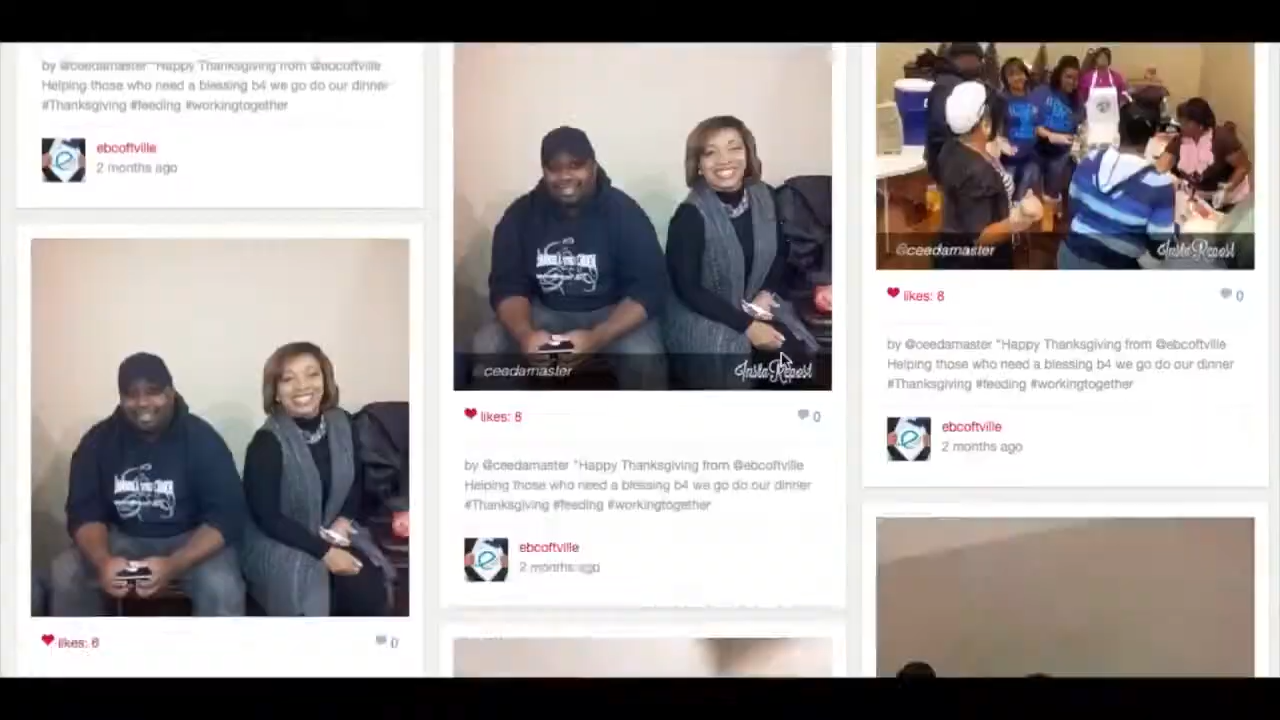 by @ceedamaster "Happy Thanksgiving from @ebcoftville
Helping those who need a blessing b4 we go do our dinner
#Thanksgiving #feeding #workingtogether
ebcoftville
2 months ago
likes: 6
0
ceedamaster
InstaRepost
likes: 8
0
by @ceedamaster "Happy Thanksgiving from @ebcoftville
Helping those who need a blessing b4 we go do our dinner
#Thanksgiving #feeding #workingtogether
ebcoftville
2 months ago
@ceedamaster
InstaRepost
likes: 8
0
by @ceedamaster "Happy Thanksgiving from @ebcoftville
Helping those who need a blessing b4 we go do our dinner
#Thanksgiving #feeding #workingtogether
ebcoftville
2 months ago